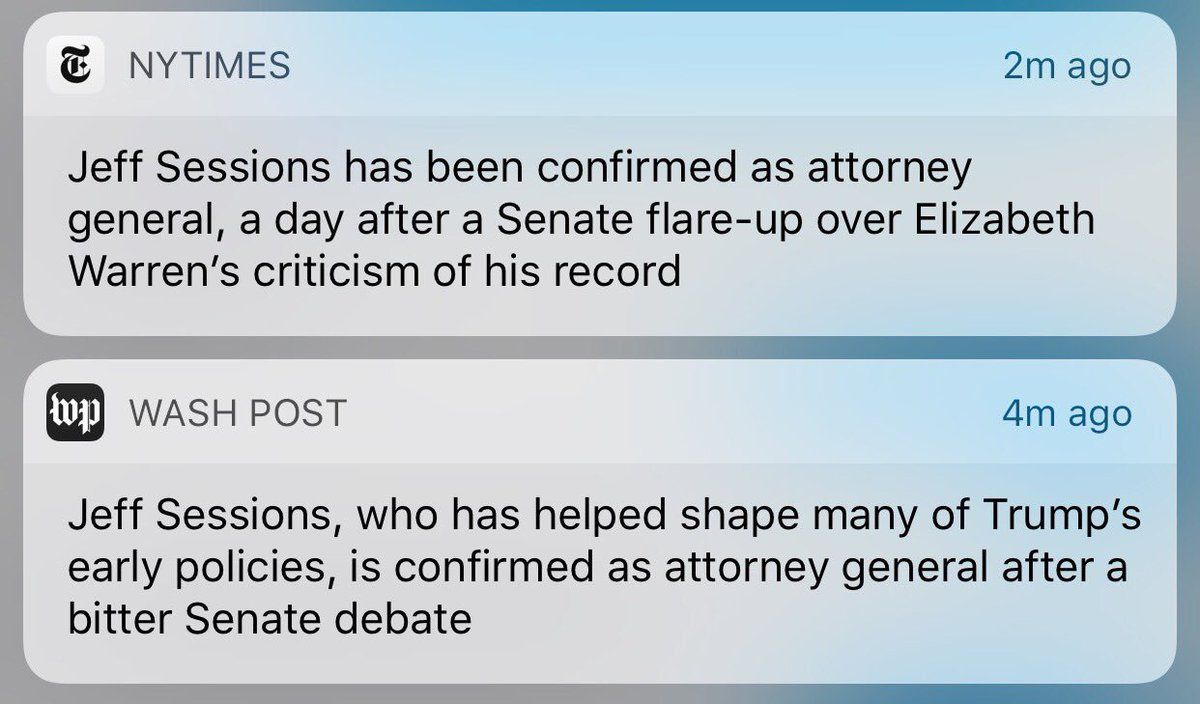 NYTIMES
2m ago
Jeff Sessions has been confirmed as attorney
general, a day after a Senate flare-up over Elizabeth
Warren’s criticism of his record
wp
WASH POST
4m ago
Jeff Sessions, who has helped shape many of Trump’s
early policies, is confirmed as attorney general after a
bitter Senate debate